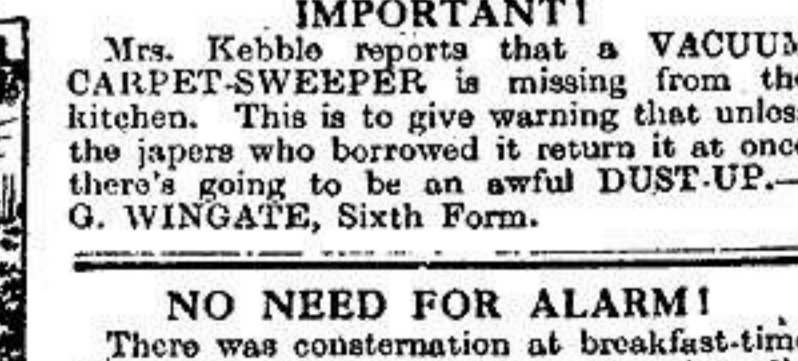 IMPORTANT!
Mrs. Kebble reports that a VACUUM
CARPET-SWEEPER is missing from the
kitchen. This is to give warning that unless
the japers who borrowed it return it at once
there's going to be an awful DUST-UP.—
G. WINGATE, Sixth Form.
NO NEED FOR ALARM!
There was consternation at breakfast-time